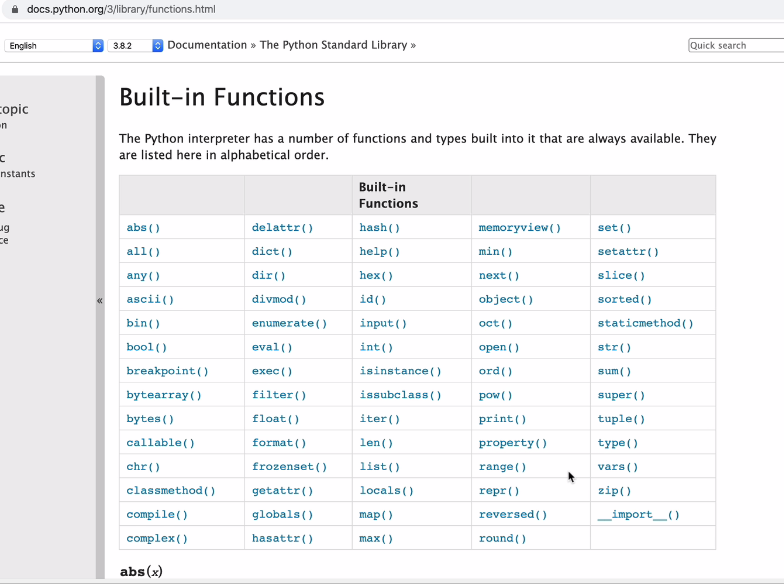 docs.python.org/3/library/functions.html
English 3.8.2 Documentation » The Python Standard Library » Quick search
Built-in Functions
The Python interpreter has a number of functions and types built into it that are always available. They
are listed here in alphabetical order.
Built-in
Functions
abs() delattr() hash() memoryview() set()
all() dict() help() min() setattr()
any() dir() hex() next() slice()
ascii() divmod() id() object() sorted()
bin() enumerate() input() oct() staticmethod()
bool() eval() int() open() str()
breakpoint() exec() isinstance() ord() sum()
bytearray() filter() issubclass() pow() super()
bytes() float() iter() print() tuple()
callable() format() len() property() type()
chr() frozenset() list() range() vars()
classmethod() getattr() locals() repr() zip()
compile() globals() map() reversed() __import__()
complex() hasattr() max() round()
abs(x)
«